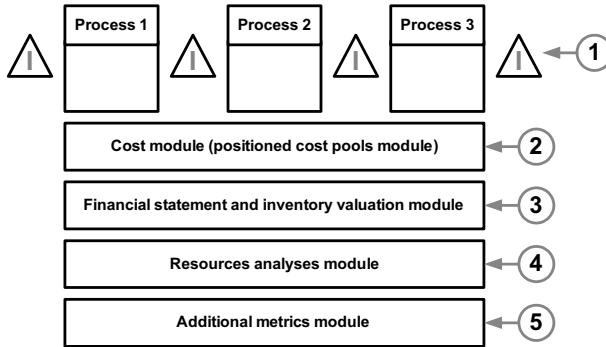 Process 1 Process 2 Process 3
I I I I 1
Cost module (positioned cost pools module) 2
Financial statement and inventory valuation module 3
Resources analyses module 4
Additional metrics module 5